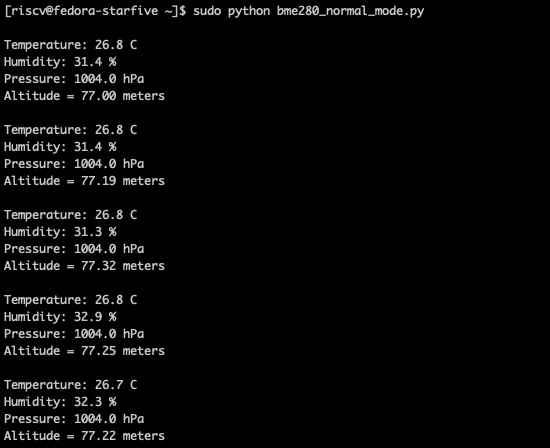 [riscv@fedora-starfive ~]$ sudo python bme280_normal_mode.py
Temperature: 26.8 C
Humidity: 31.4 %
Pressure: 1004.0 hPa
Altitude = 77.00 meters
Temperature: 26.8 C
Humidity: 31.4 %
Pressure: 1004.0 hPa
Altitude = 77.19 meters
Temperature: 26.8 C
Humidity: 31.3 %
Pressure: 1004.0 hPa
Altitude = 77.32 meters
Temperature: 26.8 C
Humidity: 32.9 %
Pressure: 1004.0 hPa
Altitude = 77.25 meters
Temperature: 26.7 C
Humidity: 32.3 %
Pressure: 1004.0 hPa
Altitude = 77.22 meters